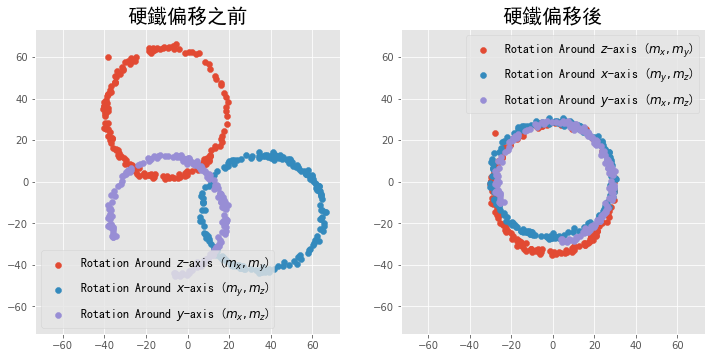 硬鐵偏移之前
60
40
20
0
−20
−40
−60
Rotation Around z-axis (mx, my)
Rotation Around x-axis (my, mz)
Rotation Around y-axis (mx, mz)
−60 −40 −20 0 20 40 60
硬鐵偏移後
60
40
20
0
−20
−40
−60
Rotation Around z-axis (mx, my)
Rotation Around x-axis (my, mz)
Rotation Around y-axis (mx, mz)
−60 −40 −20 0 20 40 60